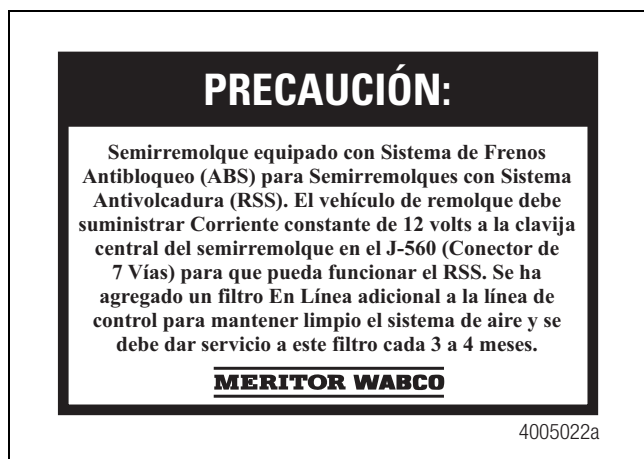 PRECAUCIÓN:
Semirremolque equipado con Sistema de Frenos
Antibloqueo (ABS) para Semirremolques con Sistema
Antivolcadura (RSS). El vehículo de remolque debe
suministrar Corriente constante de 12 volts a la clavija
central del semirremolque en el J-560 (Conector de
7 Vías) para que pueda funcionar el RSS. Se ha
agregado un filtro En Línea adicional a la línea de
control para mantener limpio el sistema de aire y se
debe dar servicio a este filtro cada 3 a 4 meses.
MERITOR WABCO
4005022a